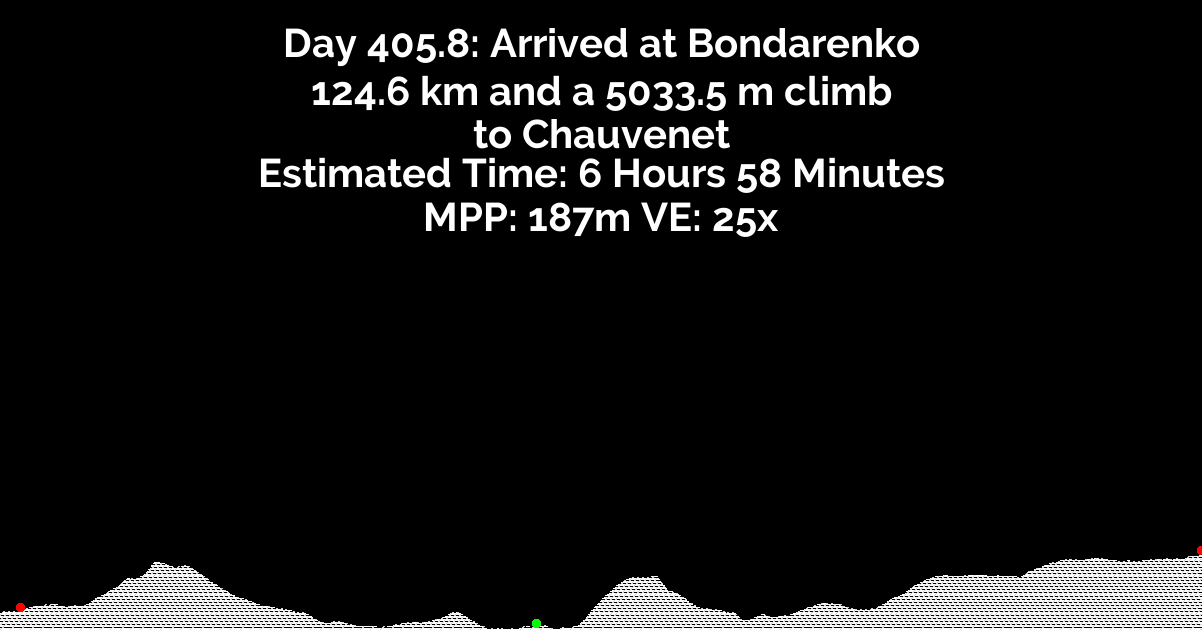 Day 405.8: Arrived at Bondarenko
124.6 km and a 5033.5 m climb
to Chauvenet
Estimated Time: 6 Hours 58 Minutes
MPP: 187m VE: 25x